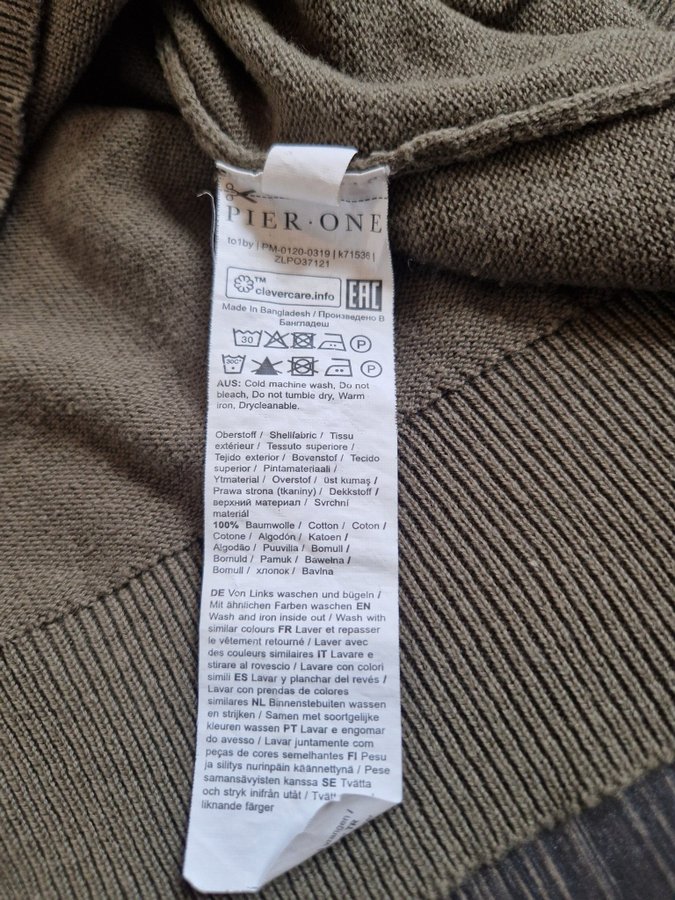 PIER · ONE
to1by | PM-0120-0319 | k71536 |
ZLPO37121
™
clevercare.info
EAC
Made in Bangladesh / Произведено В
Бангладеш
30 P
30C P
AUS: Cold machine wash, Do not
bleach, Do not tumble dry, Warm
iron, Drycleanable.
Oberstoff / Shellfabric / Tissu
extérieur / Tessuto superiore /
Tejido exterior / Bovenstof / Tecido
superior / Pintamateriaali /
Ytmaterial / Overstof / üst kumaş /
Prawa strona (tkaniny) / Dekkstoff /
верхний материал / Svrchní
materiál
100% Baumwolle / Cotton / Coton /
Cotone / Algodón / Katoen /
Algodão / Puuvilla / Bomull /
Bomuld / Pamuk / Bawełna /
Bomull / хлопок / Bavlna
DE Von Links waschen und bügeln /
Mit ähnlichen Farben waschen EN
Wash and iron inside out / Wash with
similar colours FR Laver et repasser
le vêtement retourné / Laver avec
des couleurs similaires IT Lavare e
stirare al rovescio / Lavare con colori
simili ES Lavar y planchar del revés /
Lavar con prendas de colores
similares NL Binnenstebuiten wassen
en strijken / Samen met soortgelijke
kleuren wassen PT Lavar e engomar
do avesso / Lavar juntamente com
peças de cores semelhantes FI Pesu
ja silitys nurinpäin käännettynä / Pese
samansävyisten kanssa SE Tvätta
och stryk inifrån utåt /
liknande färger